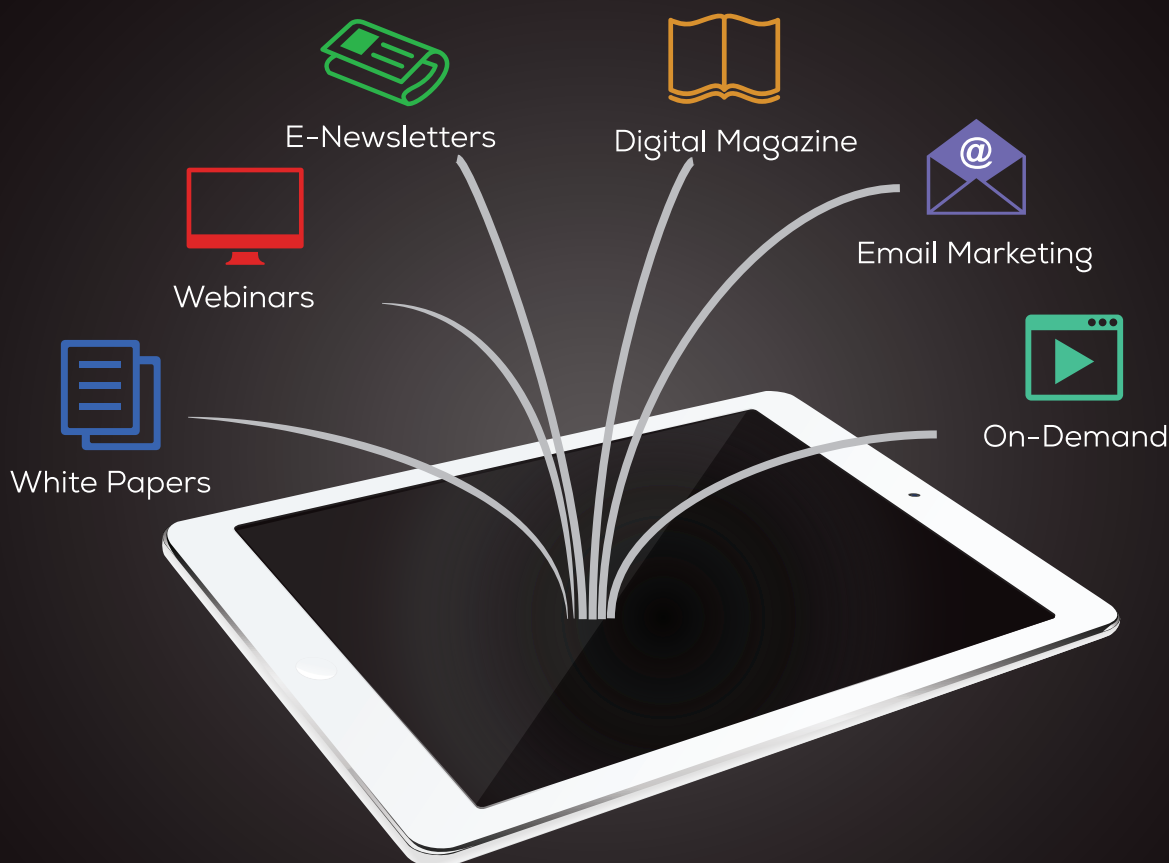 E-Newsletters
Digital Magazine
@
Email Marketing
Webinars
On-Demand
White Papers